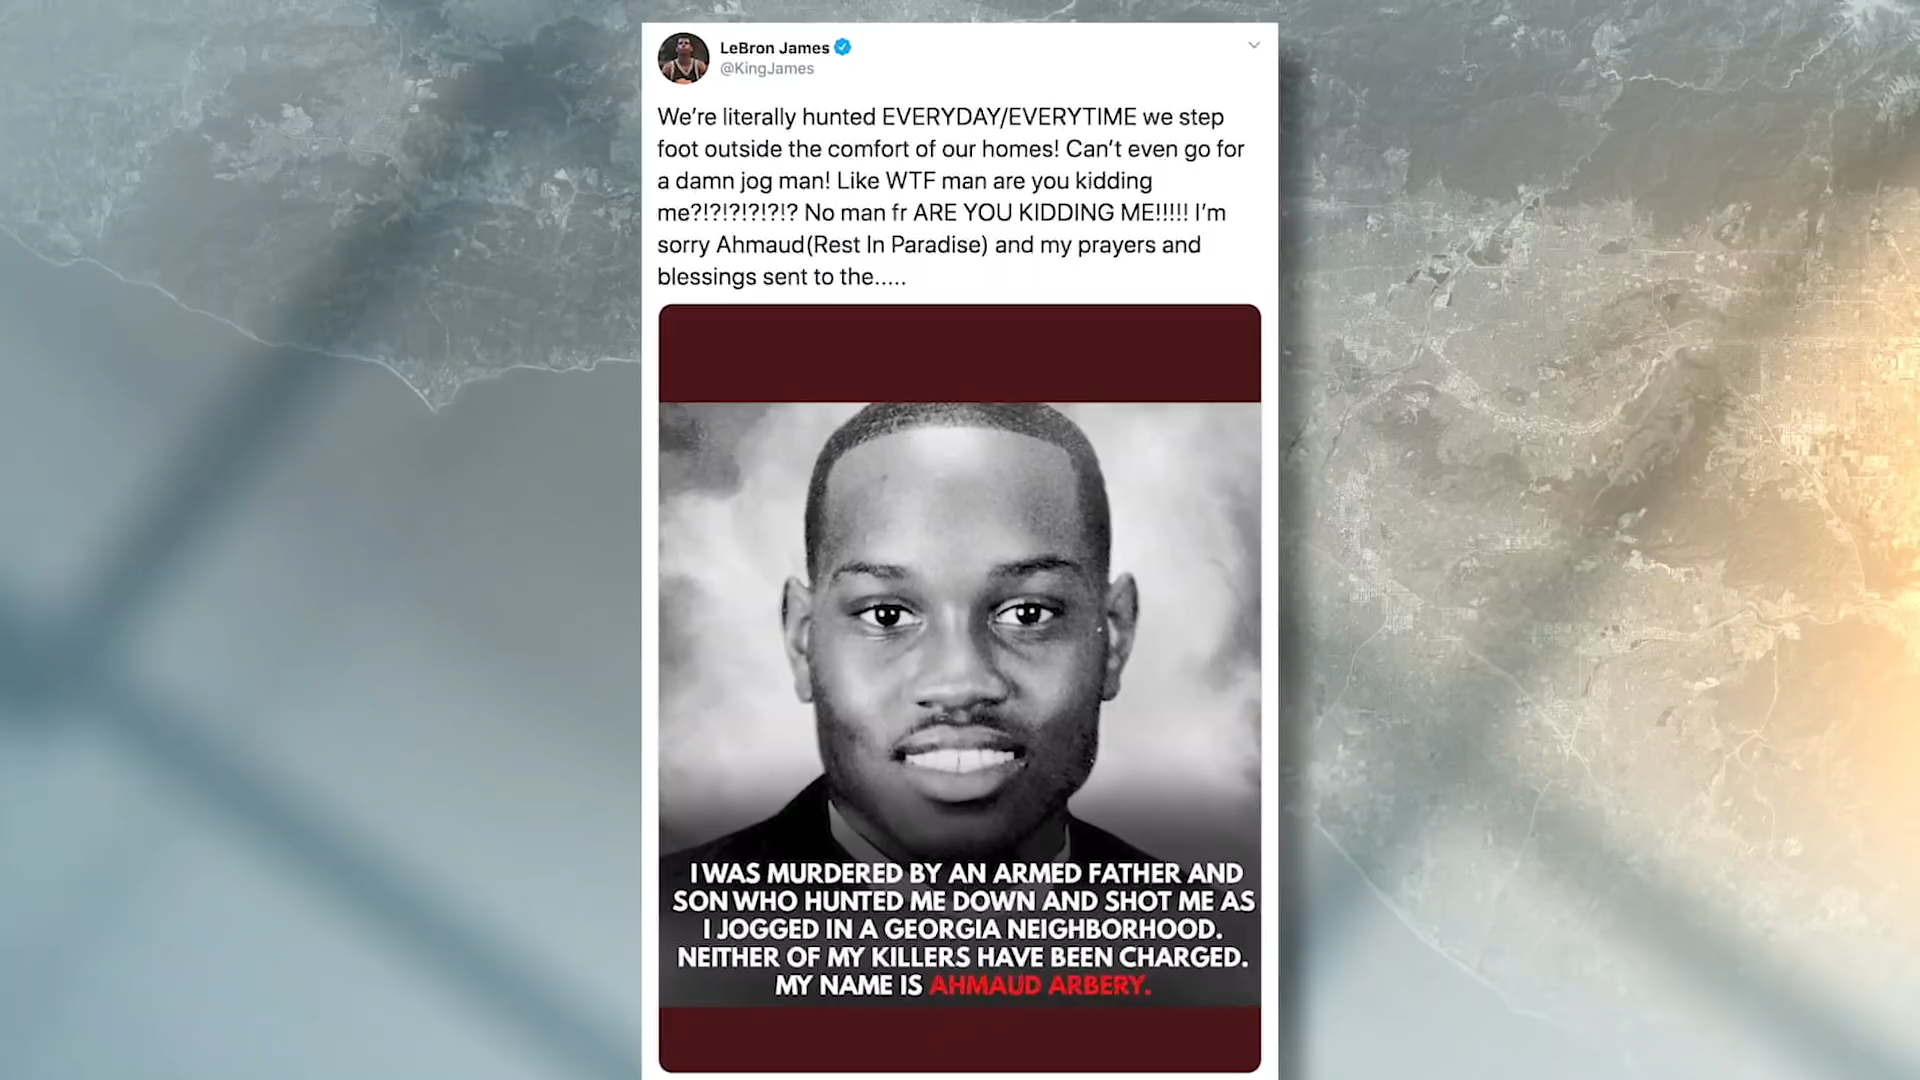 LeBron James
@KingJames
We’re literally hunted EVERYDAY/EVERYTIME we step
foot outside the comfort of our homes! Can’t even go for
a damn jog man! Like WTF man are you kidding
me?!?!?!?!?!? No man fr ARE YOU KIDDING ME!!!!! I’m
sorry Ahmaud(Rest In Paradise) and my prayers and
blessings sent to the.....
I WAS MURDERED BY AN ARMED FATHER AND
SON WHO HUNTED ME DOWN AND SHOT ME AS
I JOGGED IN A GEORGIA NEIGHBORHOOD.
NEITHER OF MY KILLERS HAVE BEEN CHARGED.
MY NAME IS AHMAUD ARBERY.